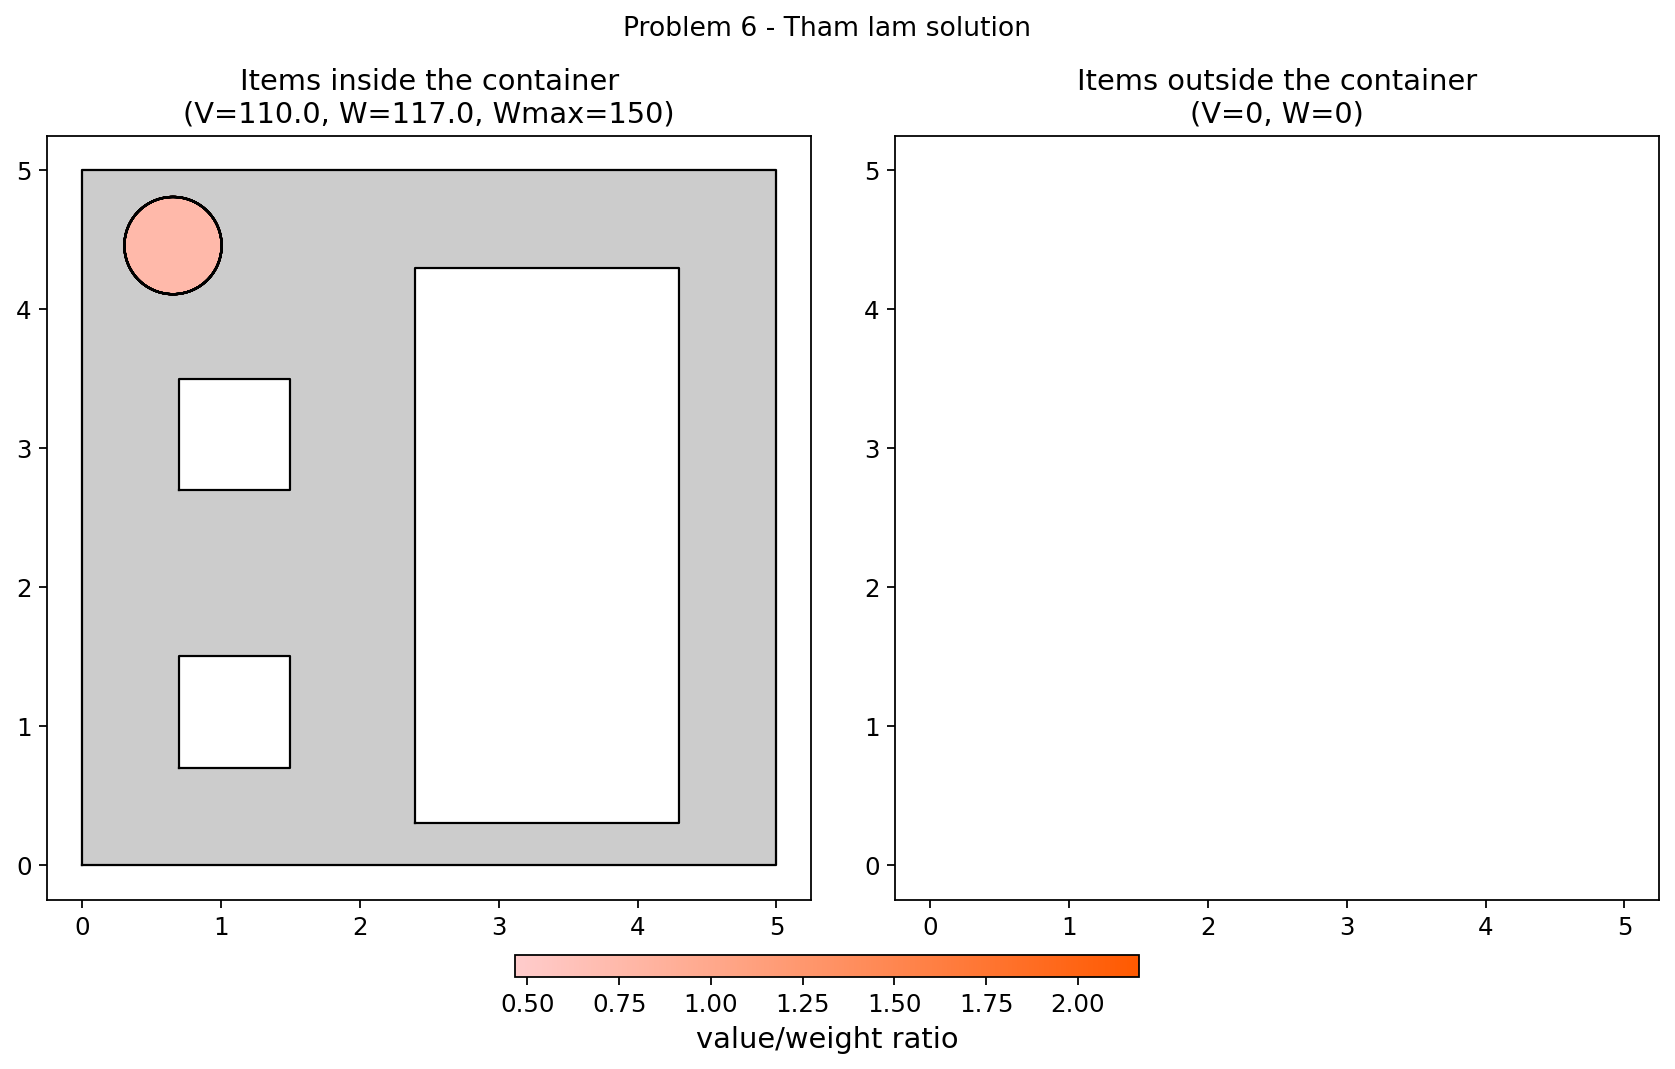 Problem 6 - Tham lam solution
Items inside the container
(V=110.0, W=117.0, Wmax=150)
Items outside the container
(V=0, W=0)
5
4
3
2
1
0
0 1 2 3 4 5
5
4
3
2
1
0
0 1 2 3 4 5
0.50 0.75 1.00 1.25 1.50 1.75 2.00
value/weight ratio